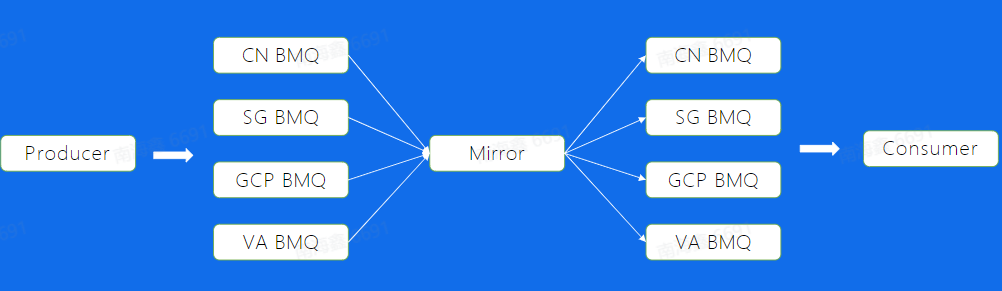 CN BMQ
CN BMQ
SG BMQ
SG BMQ
Producer
Mirror
Consumer
GCP BMQ
GCP BMQ
VA BMQ
VA BMQ